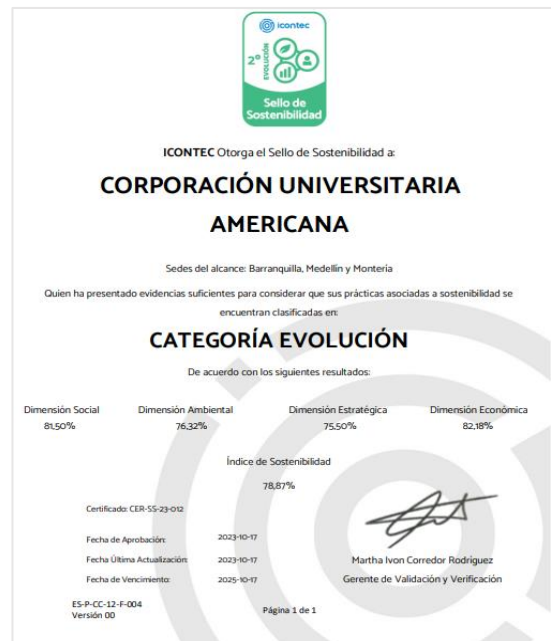 icontec
2°
EVOLUCIÓN
Sello de
Sostenibilidad
ICONTEC Otorga el Sello de Sostenibilidad a:
CORPORACIÓN UNIVERSITARIA
AMERICANA
Sedes del alcance: Barranquilla, Medellín y Montería
Quien ha presentado evidencias suficientes para considerar que sus prácticas asociadas a sostenibilidad se
encuentran clasificadas en:
CATEGORÍA EVOLUCIÓN
De acuerdo con los siguientes resultados:
Dimensión Social Dimensión Ambiental Dimensión Estratégica Dimensión Económica
81,50% 76,32% 75,50% 82,18%
Índice de Sostenibilidad
78,87%
Certificado: CER-SS-23-012
Fecha de Aprobación: 2023-10-17
Fecha Última Actualización: 2023-10-17
Fecha de Vencimiento: 2025-10-17
Martha Ivon Corredor Rodriguez
Gerente de Validación y Verificación
ES-P-CC-12-F-004
Versión 00
Página 1 de 1